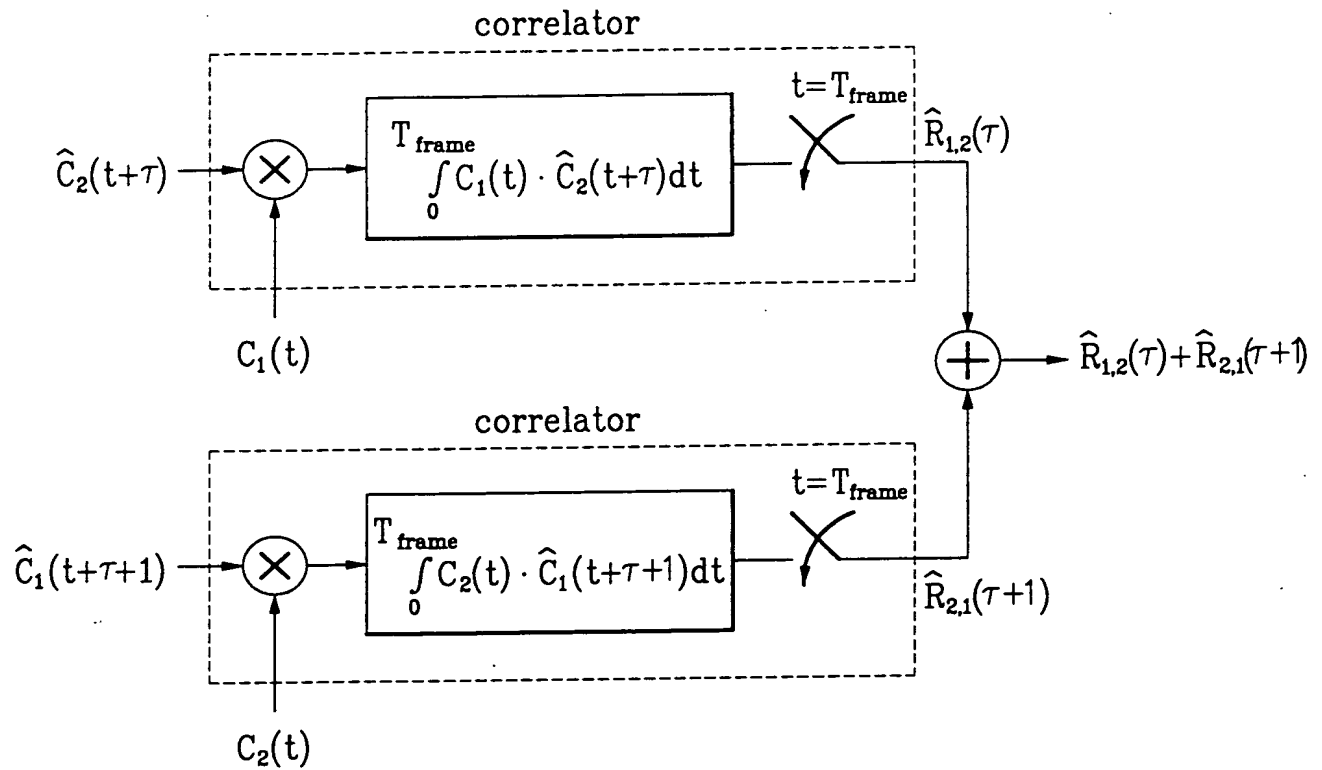 correlator
t=T_frame
T_frame
∫₀ C₁(t) · Ĉ₂(t+τ)dt
R̂₁,₂(τ)
Ĉ₂(t+τ)
C₁(t)
R̂₁,₂(τ)+R̂₂,₁(τ+1)
correlator
t=T_frame
T_frame
∫₀ C₂(t) · Ĉ₁(t+τ+1)dt
Ĉ₁(t+τ+1)
R̂₂,₁(τ+1)
C₂(t)